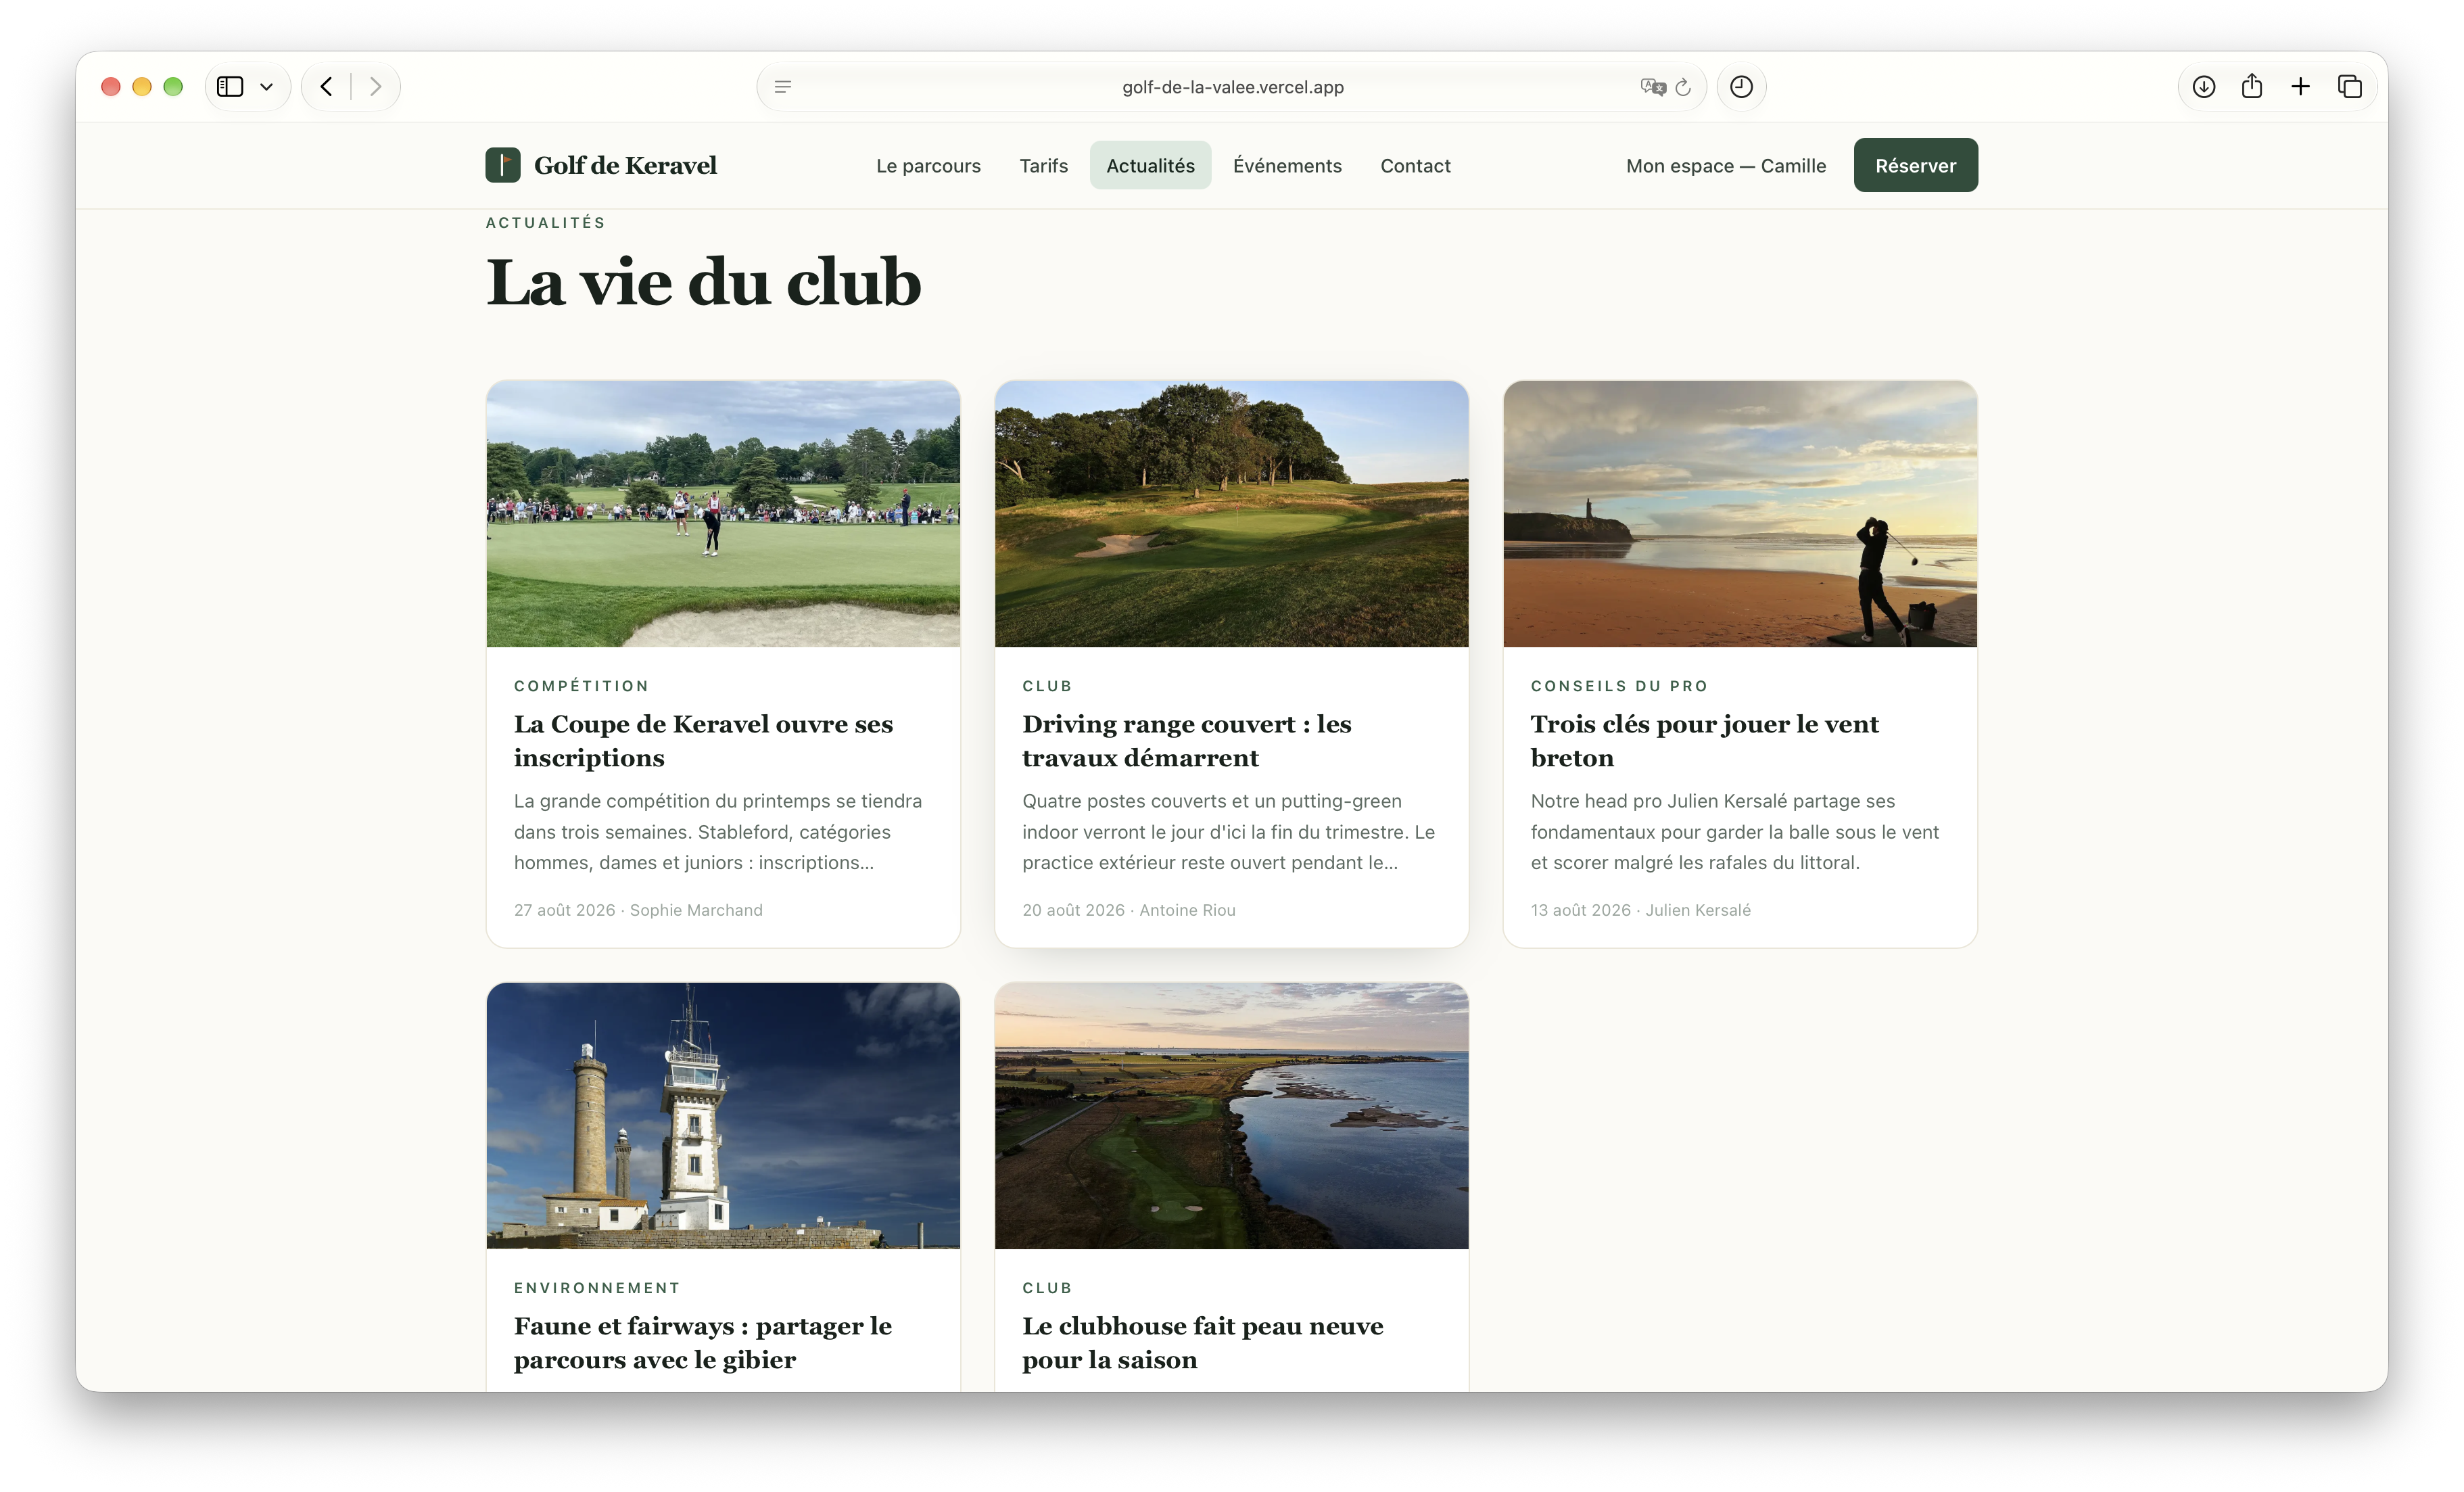 golf-de-la-valee.vercel.app
Golf de Keravel
Le parcours
Tarifs
Actualités
Événements
Contact
Mon espace — Camille
Réserver
ACTUALITÉS
La vie du club
COMPÉTITION
La Coupe de Keravel ouvre ses
inscriptions
La grande compétition du printemps se tiendra
dans trois semaines. Stableford, catégories
hommes, dames et juniors : inscriptions...
27 août 2026 · Sophie Marchand
CLUB
Driving range couvert : les
travaux démarrent
Quatre postes couverts et un putting-green
indoor verront le jour d'ici la fin du trimestre. Le
practice extérieur reste ouvert pendant le...
20 août 2026 · Antoine Riou
CONSEILS DU PRO
Trois clés pour jouer le vent
breton
Notre head pro Julien Kersalé partage ses
fondamentaux pour garder la balle sous le vent
et scorer malgré les rafales du littoral.
13 août 2026 · Julien Kersalé
ENVIRONNEMENT
Faune et fairways : partager le
parcours avec le gibier
CLUB
Le clubhouse fait peau neuve
pour la saison